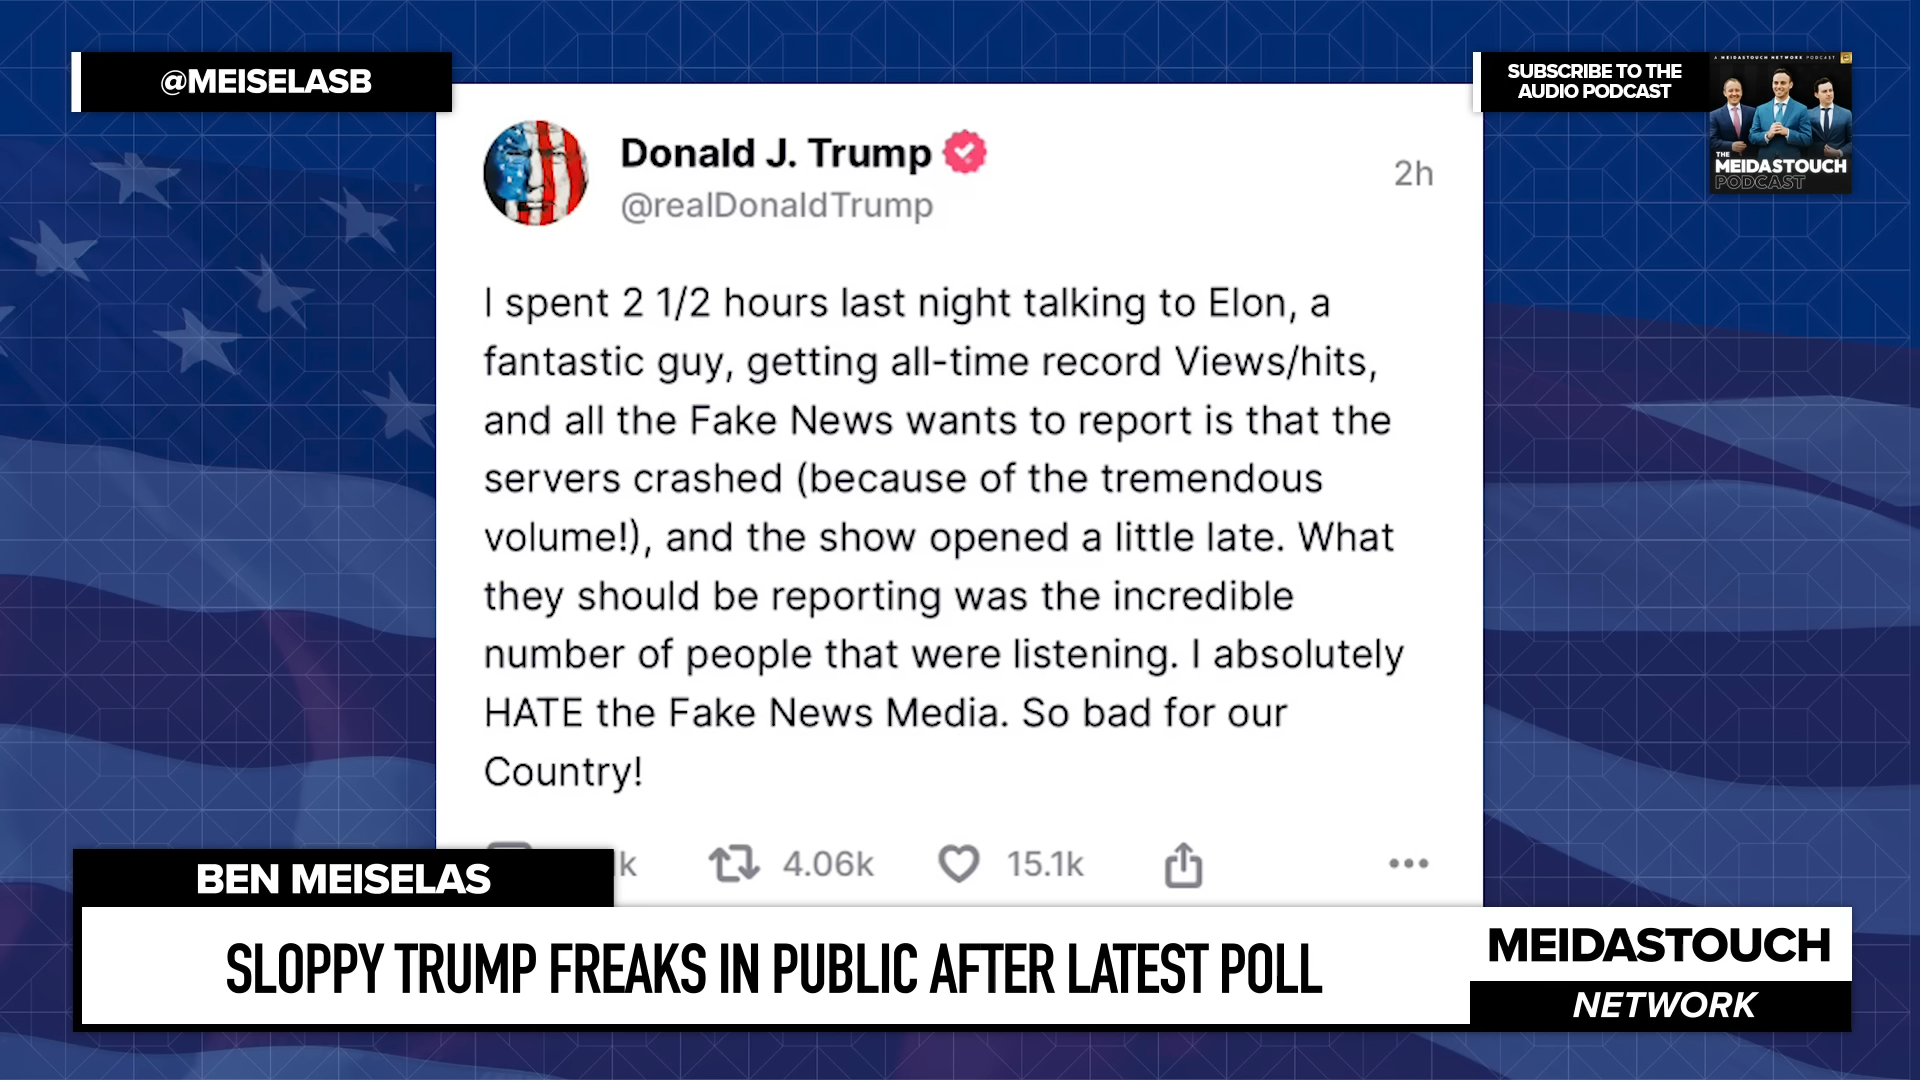 @MEISELASB
SUBSCRIBE TO THE
AUDIO PODCAST
A MEIDASTOUCH NETWORK PODCAST
THE
MEIDASTOUCH
PODCAST
Donald J. Trump
@realDonaldTrump
2h
I spent 2 1/2 hours last night talking to Elon, a
fantastic guy, getting all-time record Views/hits,
and all the Fake News wants to report is that the
servers crashed (because of the tremendous
volume!), and the show opened a little late. What
they should be reporting was the incredible
number of people that were listening. I absolutely
HATE the Fake News Media. So bad for our
Country!
4.06k
15.1k
BEN MEISELAS
SLOPPY TRUMP FREAKS IN PUBLIC AFTER LATEST POLL
MEIDASTOUCH
NETWORK